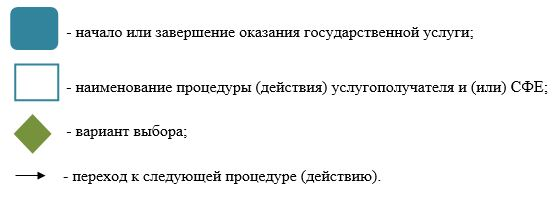 - начало или завершение оказания государственной услуги;
- наименование процедуры (действия) услугополучателя и (или) СФЕ;
- вариант выбора;
- переход к следующей процедуре (действию).